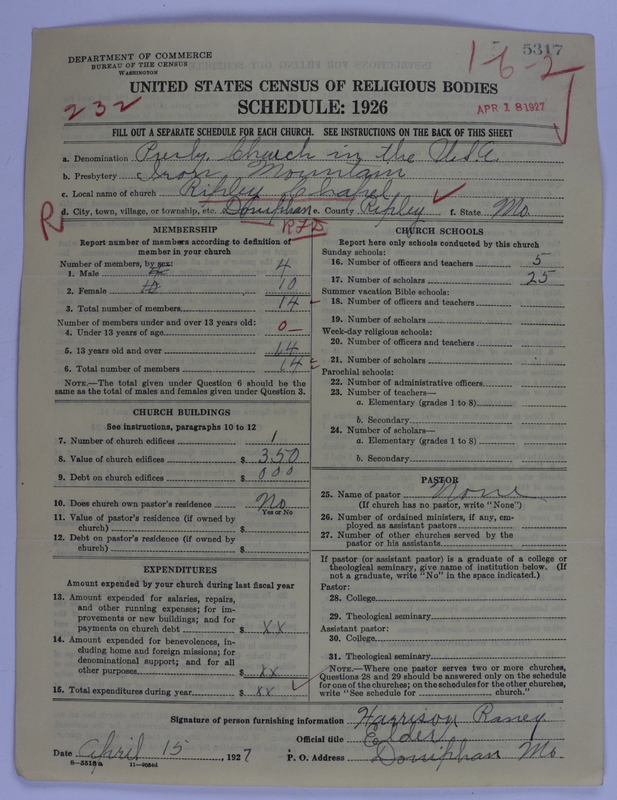 5317
1-6-2
DEPARTMENT OF COMMERCE
BUREAU OF THE CENSUS
WASHINGTON
UNITED STATES CENSUS OF RELIGIOUS BODIES
232
SCHEDULE: 1926
APR 18 1927
FILL OUT A SEPARATE SCHEDULE FOR EACH CHURCH. SEE INSTRUCTIONS ON THE BACK OF THIS SHEET
a. Denomination Presby. Church in the U.S.A.
b. Presbytery Iron Mountain
c. Local name of church Ripley Chapel
d. City, town, village, or township, etc. Doniphan e. County Ripley f. State Mo.
R
RFD
MEMBERSHIP
Report number of members according to definition of
member in your church
Number of members, by sex:
1. Male 4
2. Female 10 10
3. Total number of members 14
Number of members under and over 13 years old:
4. Under 13 years of age 0
5. 13 years old and over 14
6. Total number of members 14
NOTE.—The total given under Question 6 should be the
same as the total of males and females given under Question 3.
CHURCH BUILDINGS
See instructions, paragraphs 10 to 12
7. Number of church edifices 1
8. Value of church edifices $ 350
9. Debt on church edifices $ 000
10. Does church own pastor's residence No
Yes or No
11. Value of pastor's residence (if owned by
church) $
12. Debt on pastor's residence (if owned by
church) $
EXPENDITURES
Amount expended by your church during last fiscal year
13. Amount expended for salaries, repairs,
and other running expenses; for im-
provements or new buildings; and for
payments on church debt $ xx
14. Amount expended for benevolences, in-
cluding home and foreign missions; for
denominational support; and for all
other purposes $ xx
15. Total expenditures during year $ xx
CHURCH SCHOOLS
Report here only schools conducted by this church
Sunday schools:
16. Number of officers and teachers 5
17. Number of scholars 25
Summer vacation Bible schools:
18. Number of officers and teachers
19. Number of scholars
Week-day religious schools:
20. Number of officers and teachers
21. Number of scholars
Parochial schools:
22. Number of administrative officers
23. Number of teachers—
a. Elementary (grades 1 to 8)
b. Secondary
24. Number of scholars—
a. Elementary (grades 1 to 8)
b. Secondary
PASTOR
25. Name of pastor None
(If church has no pastor, write "None")
26. Number of ordained ministers, if any, em-
ployed as assistant pastors
27. Number of other churches served by the
pastor or his assistants
If pastor (or assistant pastor) is a graduate of a college or
theological seminary, give name of institution below. (If
not a graduate, write "No" in the space indicated.)
Pastor:
28. College
29. Theological seminary
Assistant pastor:
30. College
31. Theological seminary
NOTE.—Where one pastor serves two or more churches,
Questions 28 and 29 should be answered only on the schedule
for one of the churches; on the schedules for the other churches,
write "See schedule for church."
Signature of person furnishing information Harrison Raney
Official title Elder
Date April 15, 1927 P. O. Address Doniphan Mo.